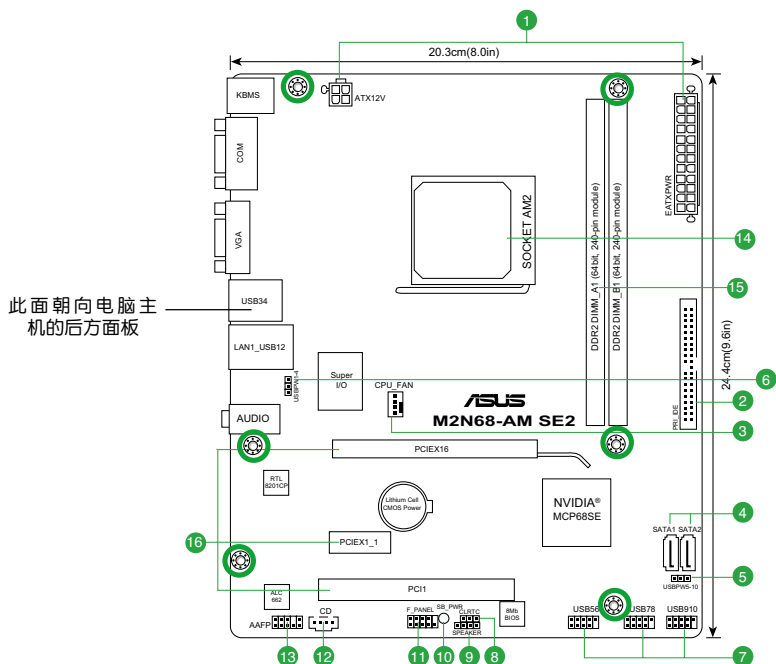 1
20.3cm(8.0in)
KBMS
ATX12V
COM
EATXPWR
SOCKET AM2
DDR2 DIMM_A1 (64bit, 240-pin module)
DDR2 DIMM_B1 (64bit, 240-pin module)
14
VGA
15
此面朝向电脑主
机的后方面板
USB34
24.4cm(9.6in)
LAN1_USB12
USBPW1-4
Super
I/O
CPU_FAN
6
ASUS
M2N68-AM SE2
PRI_IDE
2
AUDIO
3
PCIEX16
RTL
8201CP
Lithium Cell
CMOS Power
NVIDIA®
MCP68SE
4
SATA1
SATA2
16
PCIEX1_1
5
USBPW5-10
ALC
662
PCI1
8Mb
BIOS
AAFP
CD
F_PANEL
SB_PWR
CLRTC
SPEAKER
USB56
USB78
USB910
13
12
11
10
9
8
7